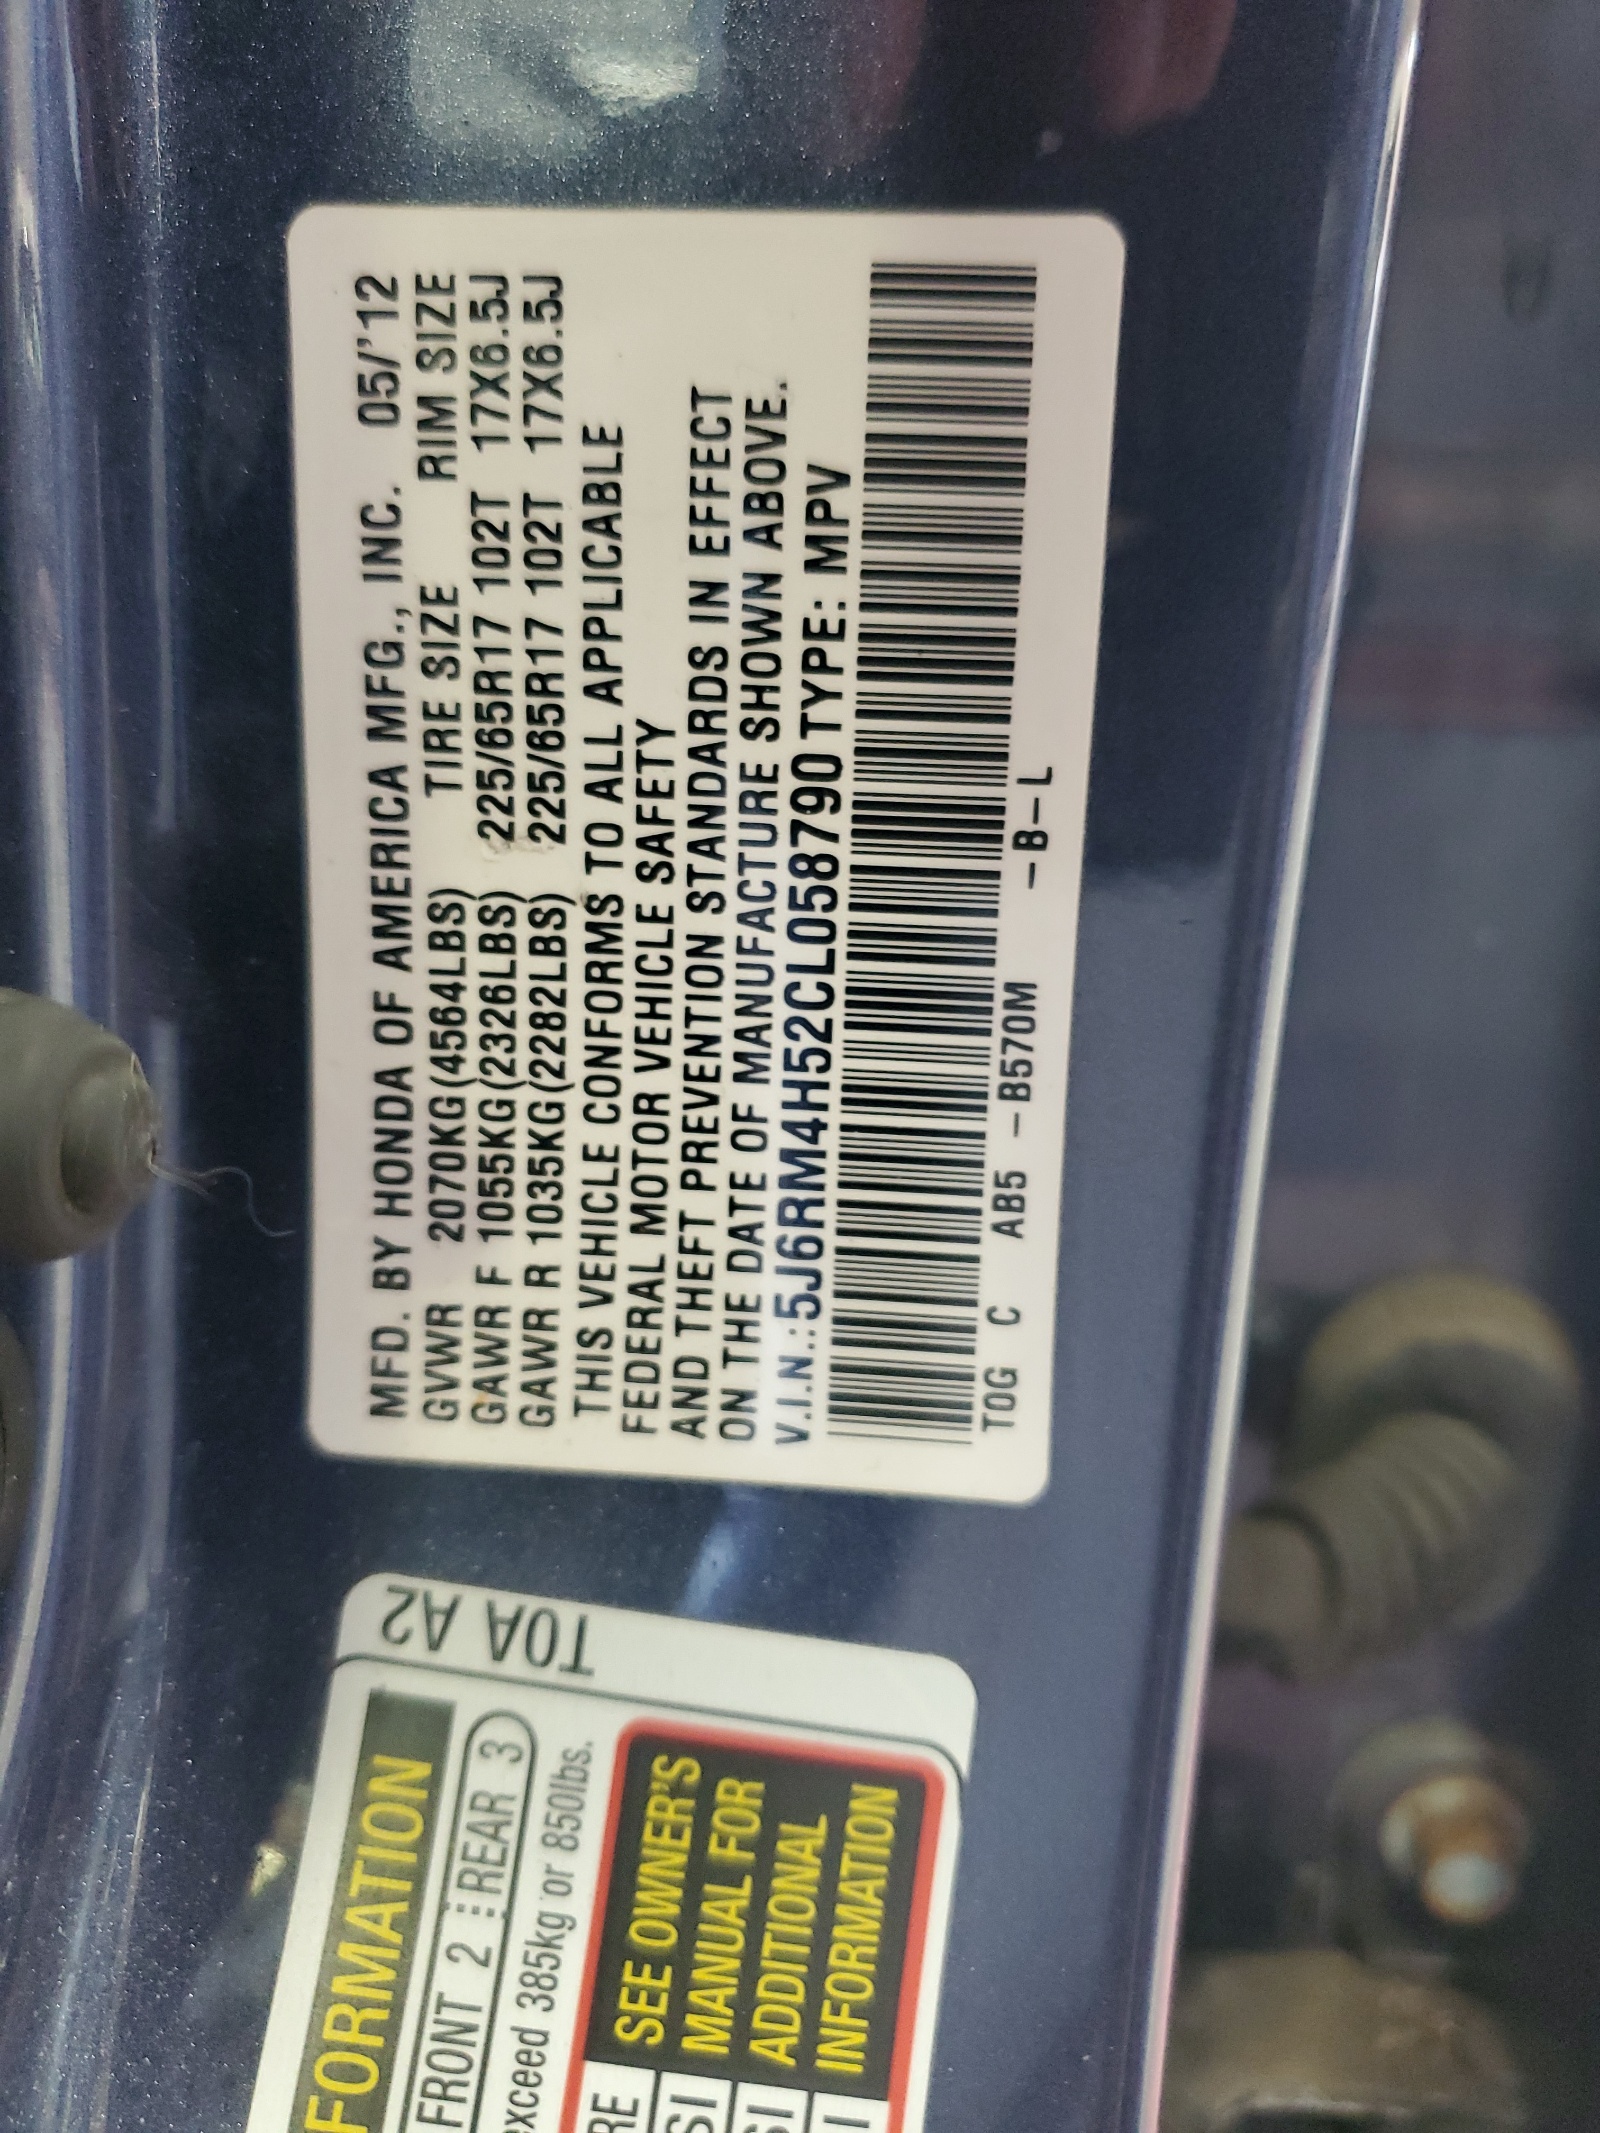 MFD. BY HONDA OF AMERICA MFG., INC. 05/'12
TIRE SIZE RIM SIZE
GVWR 2070KG(4564LBS)
GAWR F 1055KG(2326LBS) 225/65R17 102T 17X6.5J
GAWR R 1035KG(2282LBS) 225/65R17 102T 17X6.5J
THIS VEHICLE CONFORMS TO ALL APPLICABLE
FEDERAL MOTOR VEHICLE SAFETY
AND THEFT PREVENTION STANDARDS IN EFFECT
ON THE DATE OF MANUFACTURE SHOWN ABOVE.
V.I.N.:5J6RM4H52CL058790 TYPE: MPV
T0G C AB5 -B570M -B-L
T0A A2
FORMATION
FRONT 2 REAR 3
exceed 385kg or 850lbs.
SEE OWNER'S
MANUAL FOR
ADDITIONAL
INFORMATION